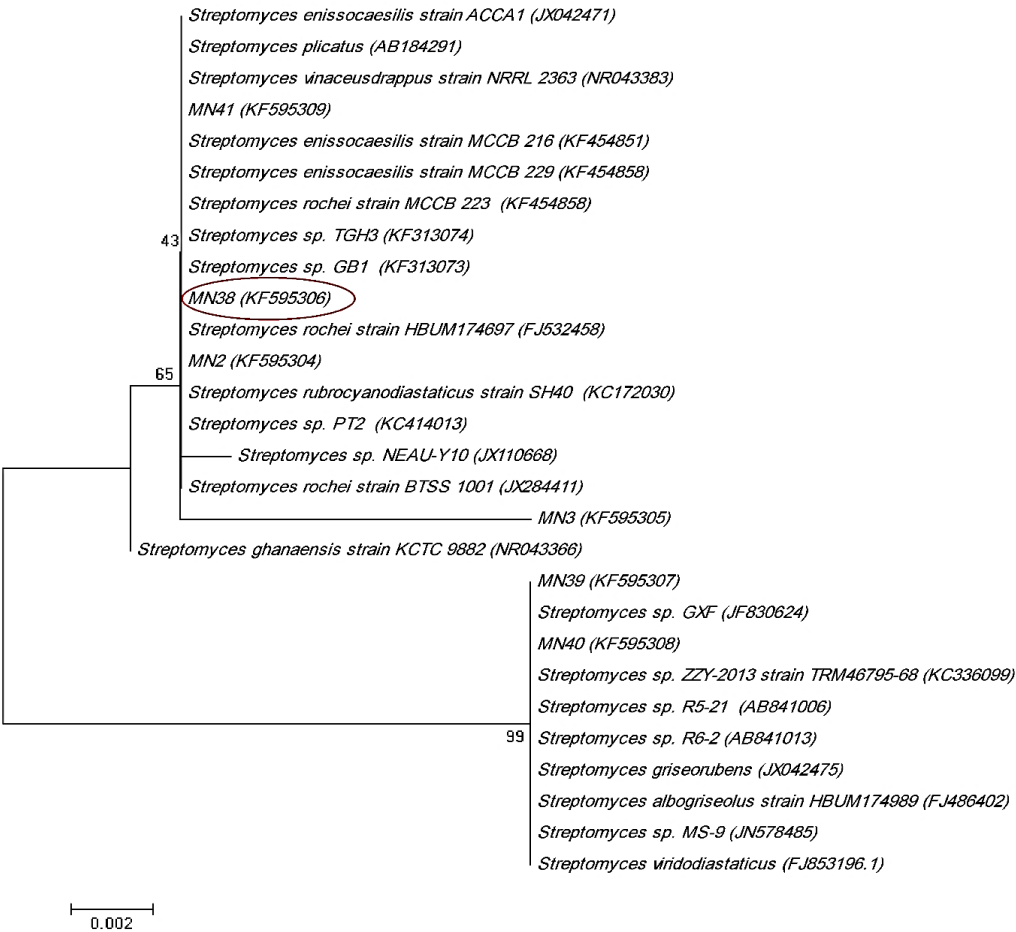 Streptomyces enissocaesilis strain ACCA1 (JX042471)
Streptomyces plicatus (AB184291)
Streptomyces vinaceusdrappus strain NRRL 2363 (NR043383)
MN41 (KF595309)
Streptomyces enissocaesilis strain MCCB 216 (KF454851)
Streptomyces enissocaesilis strain MCCB 229 (KF454858)
Streptomyces rochei strain MCCB 223 (KF454858)
43
Streptomyces sp. TGH3 (KF313074)
Streptomyces sp. GB1 (KF313073)
MN38 (KF595306)
Streptomyces rochei strain HBUM174697 (FJ532458)
MN2 (KF595304)
65
Streptomyces rubrocyanodiastaticus strain SH40 (KC172030)
Streptomyces sp. PT2 (KC414013)
Streptomyces sp. NEAU-Y10 (JX110668)
Streptomyces rochei strain BTSS 1001 (JX284411)
MN3 (KF595305)
Streptomyces ghanaensis strain KCTC 9882 (NR043366)
MN39 (KF595307)
Streptomyces sp. GXF (JF830624)
MN40 (KF595308)
Streptomyces sp. ZZY-2013 strain TRM46795-68 (KC336099)
Streptomyces sp. R5-21 (AB841006)
99
Streptomyces sp. R6-2 (AB841013)
Streptomyces griseorubens (JX042475)
Streptomyces albogriseolus strain HBUM174989 (FJ486402)
Streptomyces sp. MS-9 (JN578485)
Streptomyces viridodiastaticus (FJ853196.1)
0.002